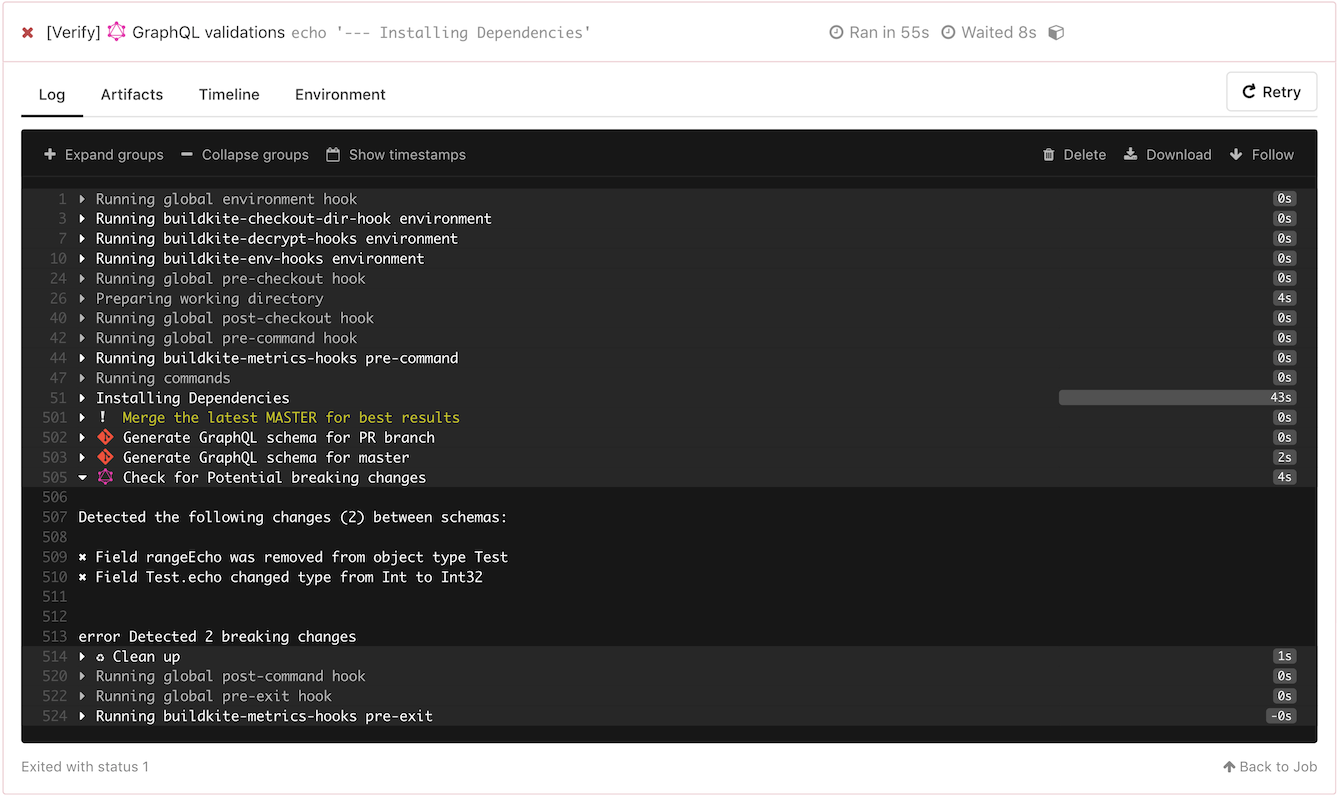 [Verify] GraphQL validations echo '--- Installing Dependencies' Ran in 55s Waited 8s
Log Artifacts Timeline Environment Retry
Expand groups Collapse groups Show timestamps Delete Download Follow
1 Running global environment hook 0s
3 Running buildkite-checkout-dir-hook environment 0s
7 Running buildkite-decrypt-hooks environment 0s
10 Running buildkite-env-hooks environment 0s
24 Running global pre-checkout hook 0s
26 Preparing working directory 4s
40 Running global post-checkout hook 0s
42 Running global pre-command hook 0s
44 Running buildkite-metrics-hooks pre-command 0s
47 Running commands 0s
51 Installing Dependencies 43s
501 ! Merge the latest MASTER for best results 0s
502 Generate GraphQL schema for PR branch 0s
503 Generate GraphQL schema for master 2s
505 Check for Potential breaking changes 4s
506
507 Detected the following changes (2) between schemas:
508
509 ✖ Field rangeEcho was removed from object type Test
510 ✖ Field Test.echo changed type from Int to Int32
511
512
513 error Detected 2 breaking changes
514 ♻ Clean up 1s
520 Running global post-command hook 0s
522 Running global pre-exit hook 0s
524 Running buildkite-metrics-hooks pre-exit -0s
Exited with status 1 Back to Job